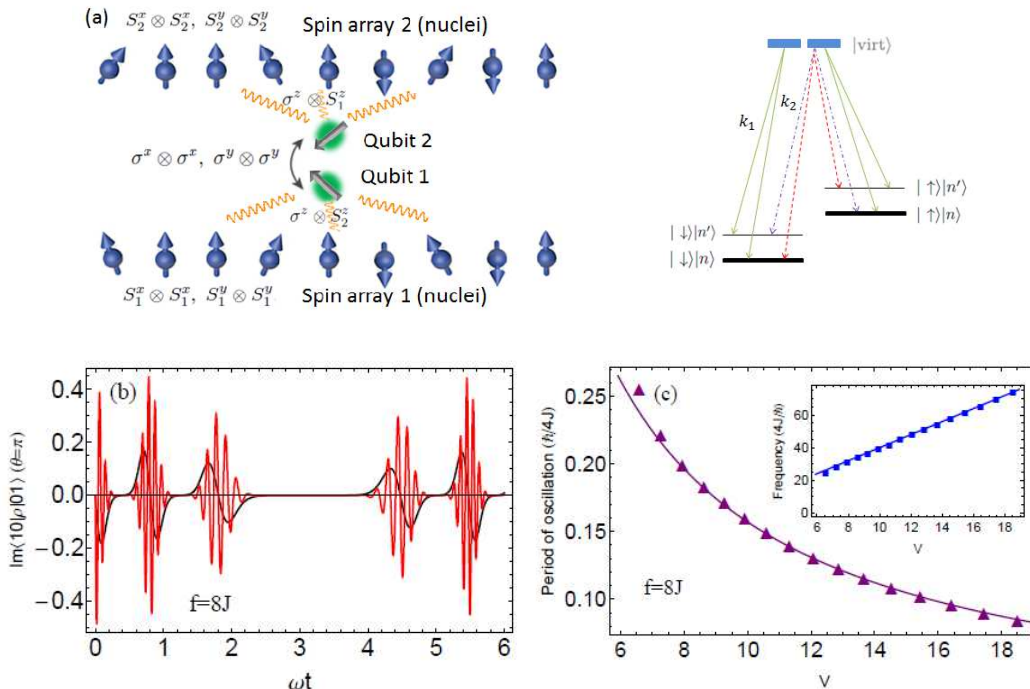 (a)
S₂ˣ ⊗ S₂ˣ, S₂ʸ ⊗ S₂ʸ
Spin array 2 (nuclei)
σᶻ ⊗ S₁ᶻ
Qubit 2
σˣ ⊗ σˣ, σʸ ⊗ σʸ
Qubit 1
σᶻ ⊗ S₂ᶻ
S₁ˣ ⊗ S₁ˣ, S₁ʸ ⊗ S₁ʸ
Spin array 1 (nuclei)
|virt⟩
k₁
k₂
|↑⟩|n'⟩
|↑⟩|n⟩
|↓⟩|n'⟩
|↓⟩|n⟩
(b)
Im⟨10|ρ|01⟩ (θ=π)
0.4
0.2
0.0
−0.2
−0.4
f=8J
0 1 2 3 4 5 6
ωt
(c)
Period of oscillation (ħ/4J)
0.25
0.20
0.15
0.10
f=8J
6 8 10 12 14 16 18
V
Frequency (4J/ħ)
60
40
20
0
6 8 10 12 14 16 18
V